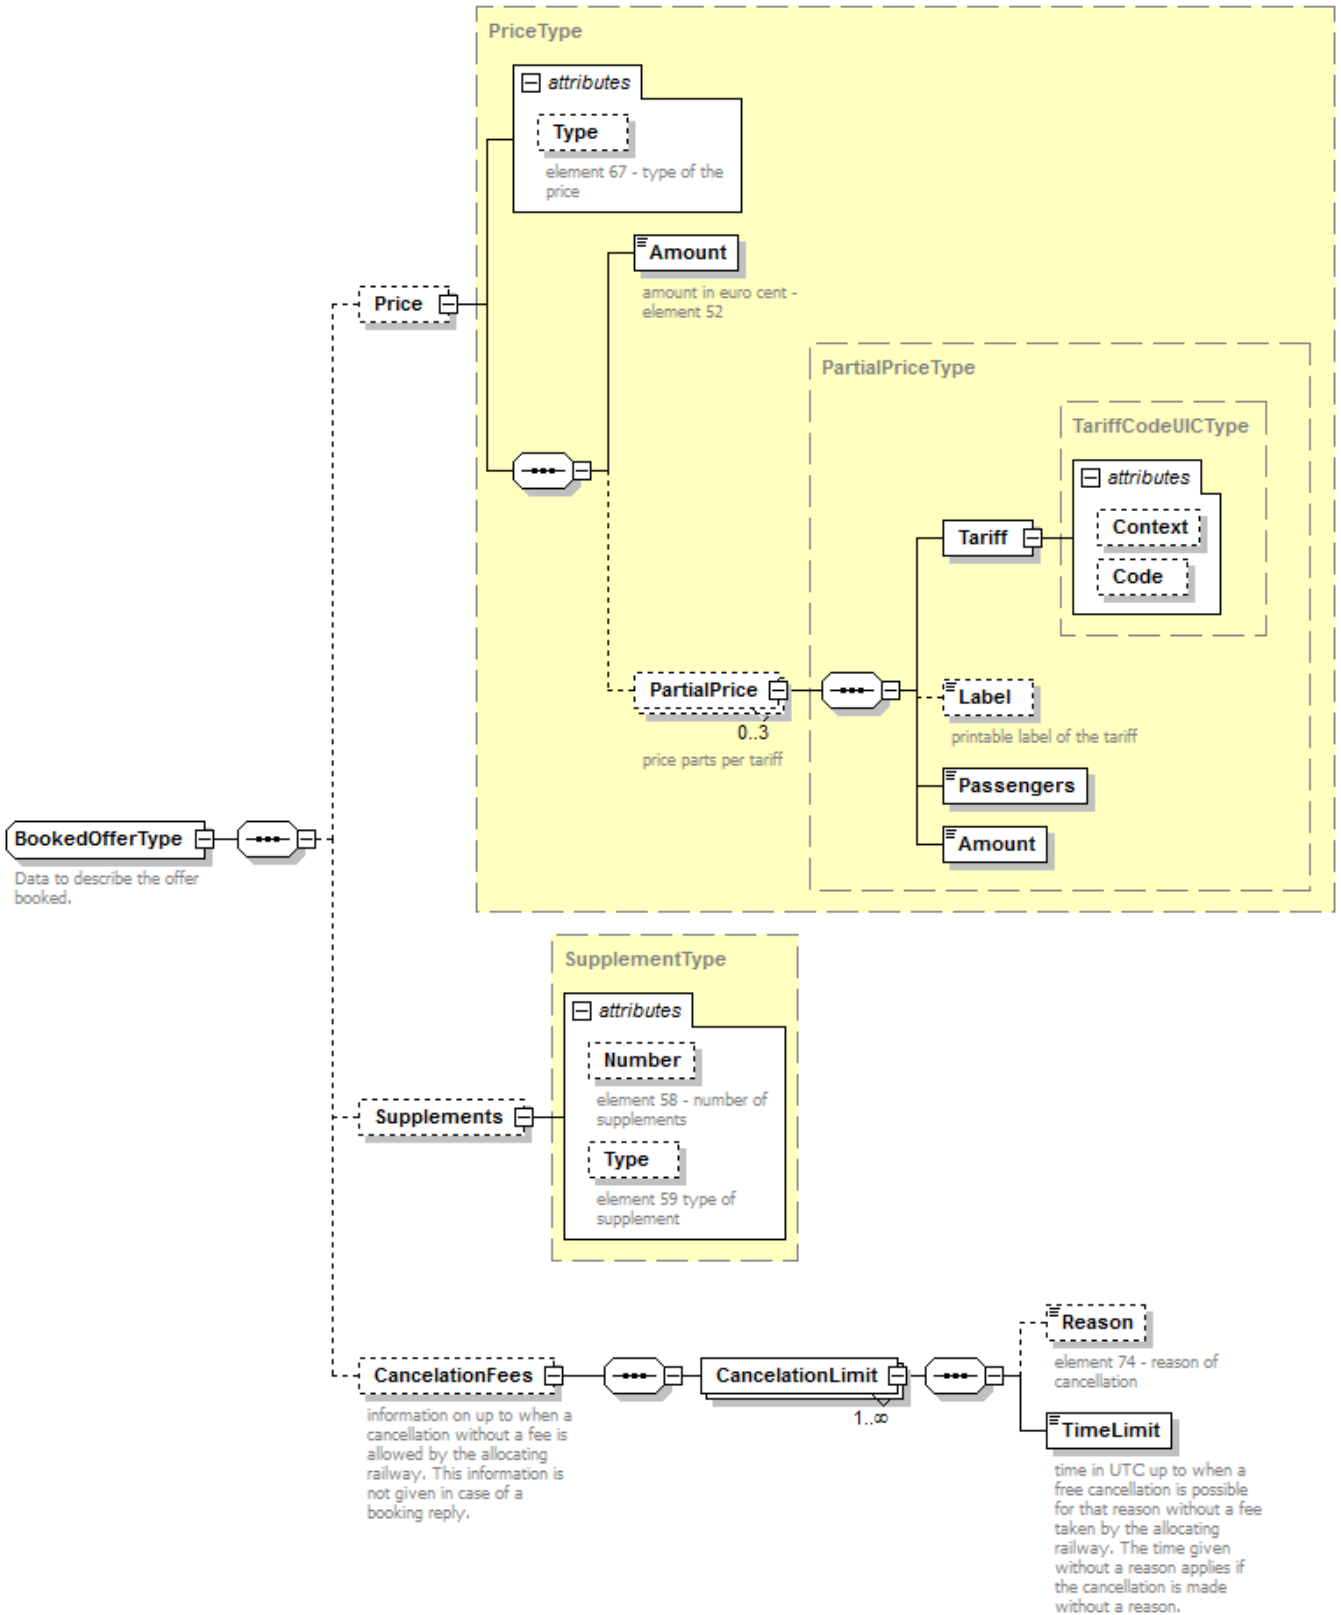 PriceType
attributes
Type
element 67 - type of the
price
Amount
amount in euro cent -
element 52
Price
PartialPriceType
TariffCodeUICType
attributes
Context
Code
Tariff
PartialPrice
0..3
price parts per tariff
Label
printable label of the tariff
Passengers
Amount
BookedOfferType
Data to describe the offer
booked.
SupplementType
attributes
Number
element 58 - number of
supplements
Type
element 59 type of
supplement
Supplements
CancelationFees
information on up to when a
cancellation without a fee is
allowed by the allocating
railway. This information is
not given in case of a
booking reply.
CancelationLimit
1..∞
Reason
element 74 - reason of
cancellation
TimeLimit
time in UTC up to when a
free cancellation is possible
for that reason without a fee
taken by the allocating
railway. The time given
without a reason applies if
the cancellation is made
without a reason.